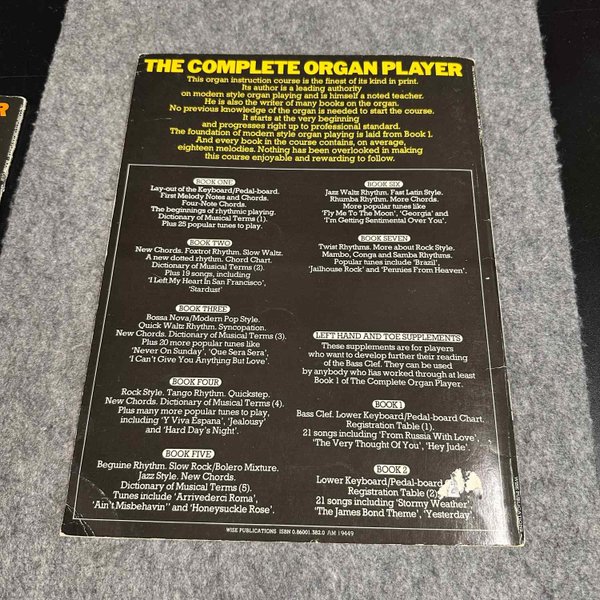 R
THE COMPLETE ORGAN PLAYER
This organ instruction course is the finest of its kind in print.
Its author is a leading authority
on modern style organ playing and is himself a noted teacher.
He is also the writer of many books on the organ.
No previous knowledge of the organ is needed to start the course.
It starts at the very beginning
and progresses right up to professional standard.
The foundation of modern style organ playing is laid from Book 1.
And every book in the course contains, on average,
eighteen melodies. Nothing has been overlooked in making
this course enjoyable and rewarding to follow.
BOOK ONE
Lay-out of the Keyboard/Pedal-board.
First Melody Notes and Chords.
Four-Note Chords.
The beginnings of rhythmic playing.
Dictionary of Musical Terms (1).
Plus 25 popular tunes to play.
BOOK TWO
New Chords. Foxtrot Rhythm. Slow Waltz.
A new dotted rhythm. Chord Chart.
Dictionary of Musical Terms (2).
Plus 19 songs, including
'I Left My Heart In San Francisco',
'Stardust'
BOOK THREE
Bossa Nova/Modern Pop Style.
Quick Waltz Rhythm. Syncopation.
New Chords. Dictionary of Musical Terms (3).
Plus 20 more popular tunes like
'Never On Sunday', 'Que Sera Sera',
'I Can't Give You Anything But Love'.
BOOK FOUR
Rock Style. Tango Rhythm. Quickstep.
New Chords. Dictionary of Musical Terms (4).
Plus many more popular tunes to play,
including 'Y Viva Espana', 'Jealousy'
and 'Hard Day's Night'.
BOOK FIVE
Beguine Rhythm. Slow Rock/Bolero Mixture.
Jazz Style. New Chords.
Dictionary of Musical Terms (5).
Tunes include 'Arrivederci Roma',
'Ain't Misbehavin'' and 'Honeysuckle Rose'.
BOOK SIX
Jazz Waltz Rhythm. Fast Latin Style.
Rhumba Rhythm. More Chords.
More popular tunes like
'Fly Me To The Moon', 'Georgia' and
'I'm Getting Sentimental Over You'.
BOOK SEVEN
Twist Rhythms. More about Rock Style.
Mambo, Conga and Samba Rhythms.
Popular tunes include 'Brazil',
'Jailhouse Rock' and 'Pennies From Heaven'.
LEFT HAND AND TOE SUPPLEMENTS
These supplements are for players
who want to develop further their reading
of the Bass Clef. They can be used
by anybody who has worked through at least
Book 1 of The Complete Organ Player.
BOOK 1
Bass Clef. Lower Keyboard/Pedal-board Chart.
Registration Table (1).
21 songs including 'From Russia With Love',
'The Very Thought Of You', 'Hey Jude'.
BOOK 2
Lower Keyboard/Pedal-board
Registration Table (2)
21 songs including 'Stormy Weather',
'The James Bond Theme', 'Yesterday'.
WISE PUBLICATIONS ISBN 0.86001.382.0 AM 19449